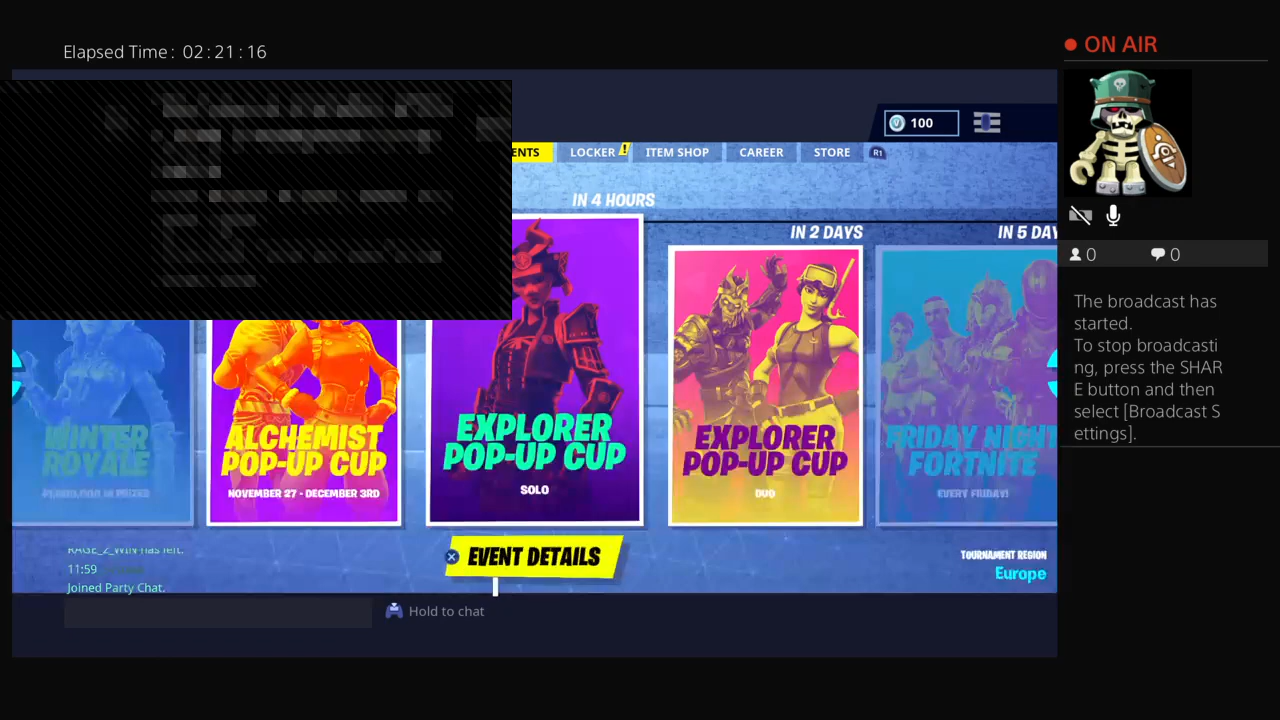 Elapsed Time: 02:21:16
ON AIR
100
LOCKER !
ITEM SHOP
CAREER
STORE
R1
IN 4 HOURS
IN 2 DAYS
IN 5 DAY
0
0
The broadcast has
started.
To stop broadcasti
ng, press the SHAR
E button and then
select [Broadcast S
ettings].
WINTER
ROYALE
ALCHEMIST
POP-UP CUP
NOVEMBER 27 - DECEMBER 3RD
EXPLORER
POP-UP CUP
SOLO
EXPLORER
POP-UP CUP
DUO
FRIDAY NIGHT
FORTNITE
EVERY FRIDAY!
RAGE_2_WIN has left.
11:59
Joined Party Chat.
EVENT DETAILS
TOURNAMENT REGION
Europe
Hold to chat